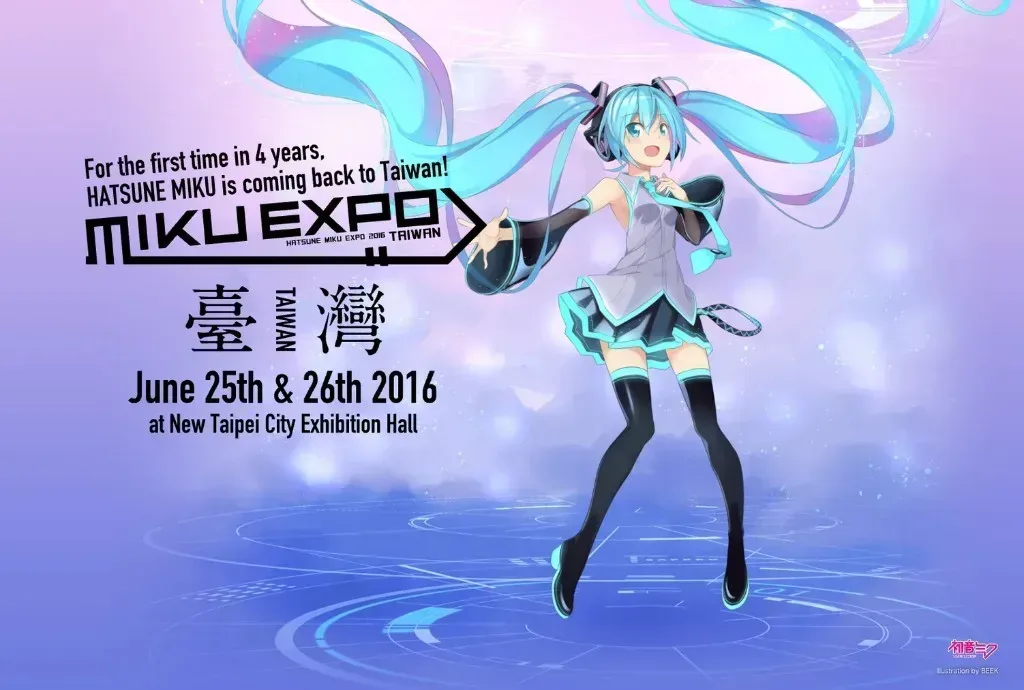 For the first time in 4 years,
HATSUNE MIKU is coming back to Taiwan!
MIKU EXPO
HATSUNE MIKU EXPO 2016 TAIWAN
臺 TAIWAN 灣
June 25th & 26th 2016
at New Taipei City Exhibition Hall
初音ミク
Illustration by BEEK